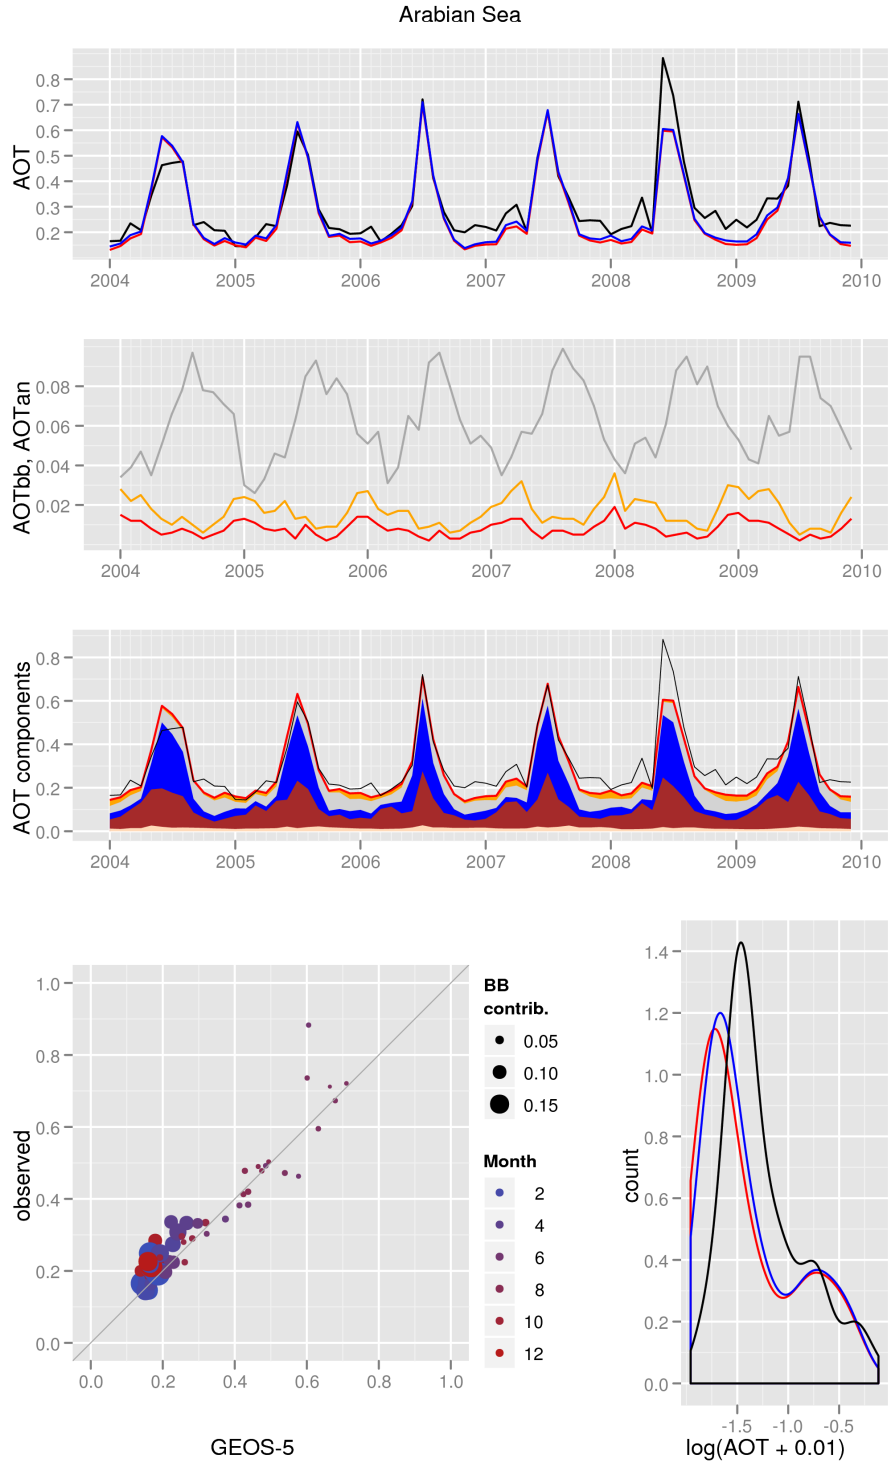 Arabian Sea
AOT
0.8
0.7
0.6
0.5
0.4
0.3
0.2
2004 2005 2006 2007 2008 2009 2010
AOTbb, AOTan
0.08
0.06
0.04
0.02
2004 2005 2006 2007 2008 2009 2010
AOT components
0.8
0.6
0.4
0.2
0.0
2004 2005 2006 2007 2008 2009 2010
observed
1.0
0.8
0.6
0.4
0.2
0.0
0.0 0.2 0.4 0.6 0.8 1.0
GEOS-5
BB
contrib.
0.05
0.10
0.15
Month
2
4
6
8
10
12
count
1.4
1.2
1.0
0.8
0.6
0.4
0.2
0.0
-1.5 -1.0 -0.5
log(AOT + 0.01)